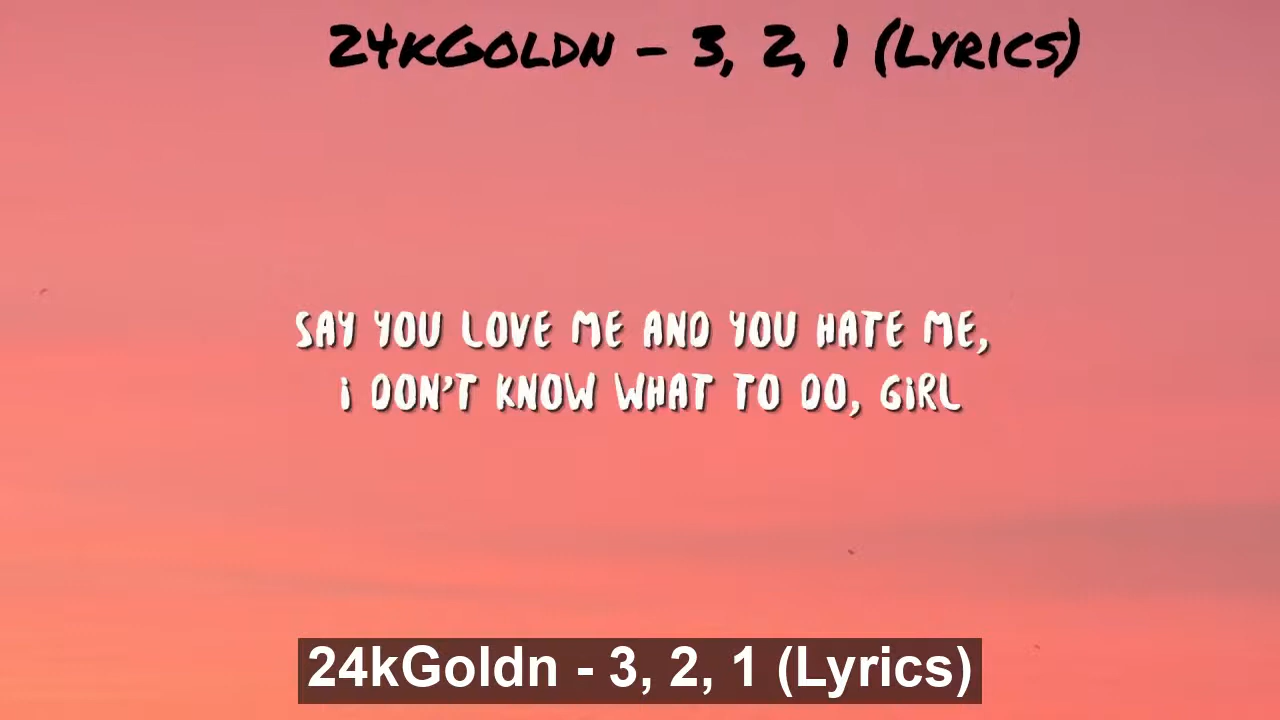 24kGoldn - 3, 2, 1 (Lyrics)
SAY YOU LOVE ME AND YOU HATE ME,
i DON'T KNOW WHAT TO DO, GiRL
24kGoldn - 3, 2, 1 (Lyrics)